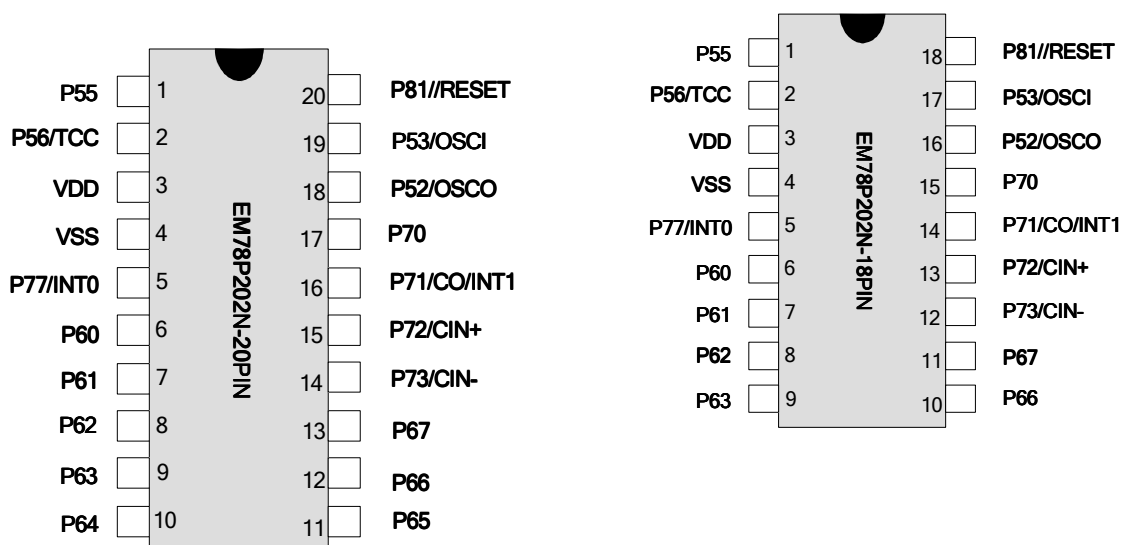 P55 1 20 P81//RESET
P56/TCC 2 19 P53/OSCI
VDD 3 18 P52/OSCO
VSS 4 17 P70
P77/INT0 5 16 P71/CO/INT1
P60 6 15 P72/CIN+
P61 7 14 P73/CIN-
P62 8 13 P67
P63 9 12 P66
P64 10 11 P65
EM78P202N-20PIN
P55 1 18 P81//RESET
P56/TCC 2 17 P53/OSCI
VDD 3 16 P52/OSCO
VSS 4 15 P70
P77/INT0 5 14 P71/CO/INT1
P60 6 13 P72/CIN+
P61 7 12 P73/CIN-
P62 8 11 P67
P63 9 10 P66
EM78P202N-18PIN